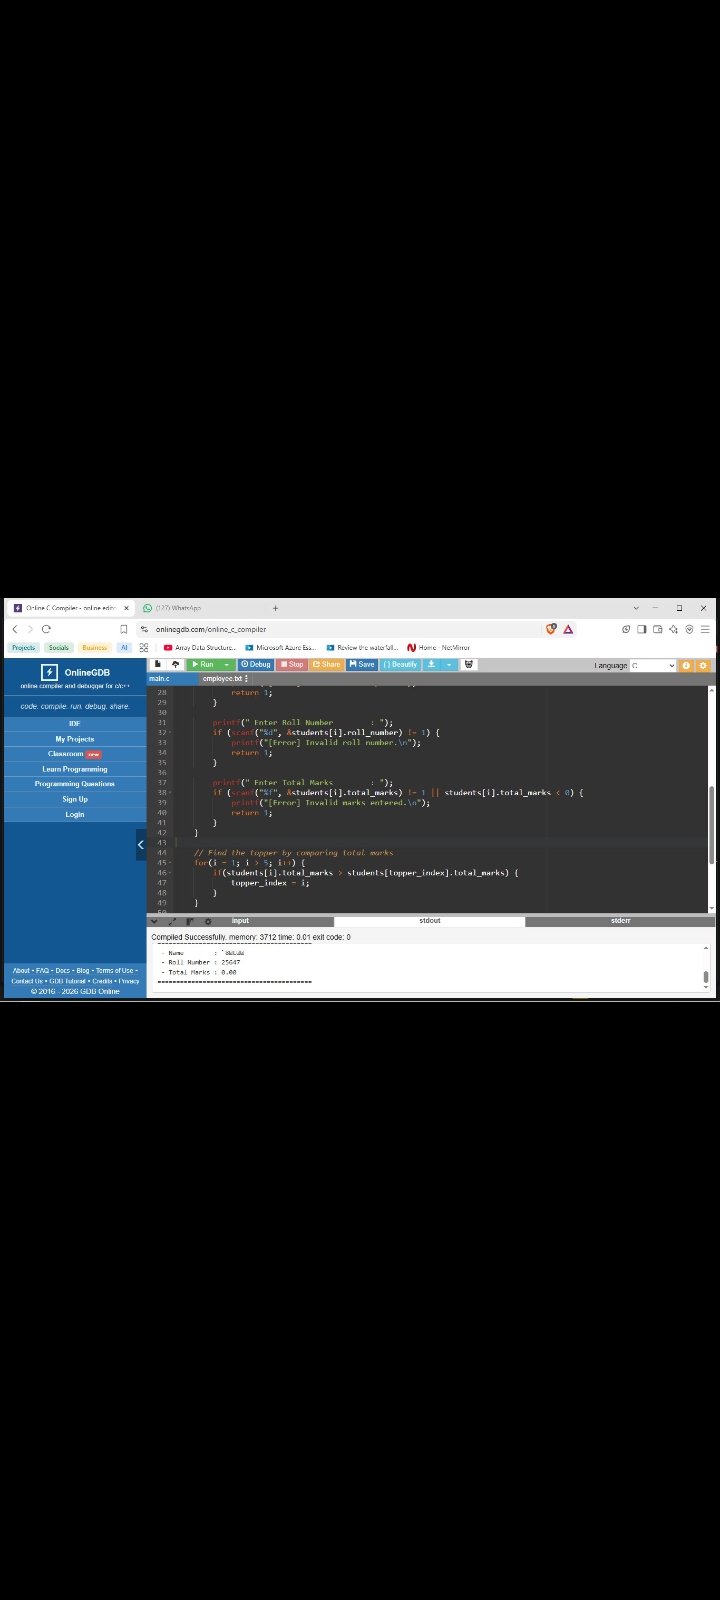 Online C Compiler - online edito
(127) WhatsApp
onlinegdb.com/online_c_compiler
Projects
Socials
Business
AI
Array Data Structure...
Microsoft Azure Ess...
Review the waterfall...
Home - NetMirror
OnlineGDB
online compiler and debugger for c/c++
code. compile. run. debug. share.
IDE
My Projects
Classroom new
Learn Programming
Programming Questions
Sign Up
Login
About • FAQ • Docs • Blog • Terms of Use •
Contact Us • GDB Tutorial • Credits • Privacy
© 2016 - 2026 GDB Online
Run
Debug
Stop
Share
Save
{ } Beautify
Language C
main.c
employee.txt
28 return 1;
29 }
30
31 printf(" Enter Roll Number : ");
32 if (scanf("%d", &students[i].roll_number) != 1) {
33 printf("[Error] Invalid roll number.\n");
34 return 1;
35 }
36
37 printf(" Enter Total Marks : ");
38 if (scanf("%f", &students[i].total_marks) != 1 || students[i].total_marks < 0) {
39 printf("[Error] Invalid marks entered.\n");
40 return 1;
41 }
42 }
43
44 // Find the topper by comparing total marks
45 for(i = 1; i > 5; i++) {
46 if(students[i].total_marks > students[topper_index].total_marks) {
47 topper_index = i;
48 }
49 }
input
stdout
stderr
Compiled Successfully. memory: 3712 time: 0.01 exit code: 0
- Name :
- Roll Number : 25647
- Total Marks : 0.00
=========================================